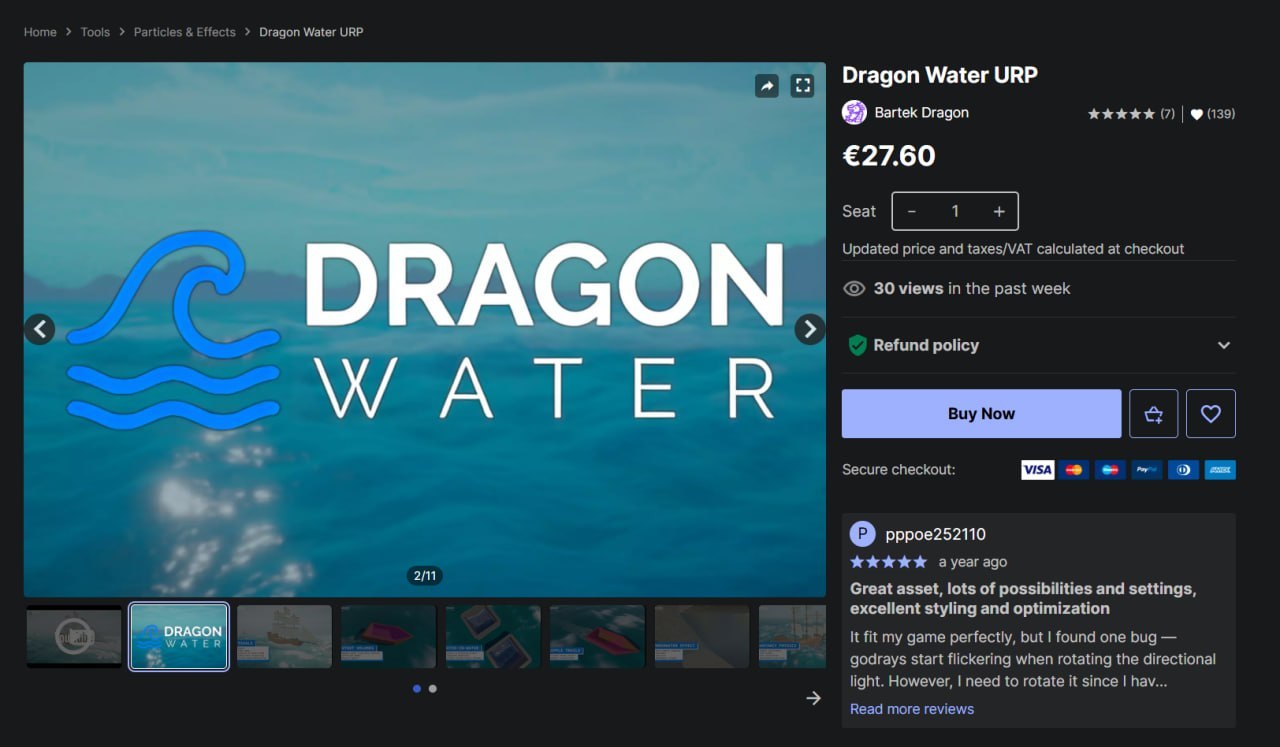 Home > Tools > Particles & Effects > Dragon Water URP
DRAGON
WATER
2/11
DRAGON
WATER
Dragon Water URP
Bartek Dragon
(7)
(139)
€27.60
Seat
- 1 +
Updated price and taxes/VAT calculated at checkout
30 views in the past week
Refund policy
Buy Now
Secure checkout:
VISA
PayPal
P
pppoe252110
a year ago
Great asset, lots of possibilities and settings,
excellent styling and optimization
It fit my game perfectly, but I found one bug —
godrays start flickering when rotating the directional
light. However, I need to rotate it since I hav...
Read more reviews